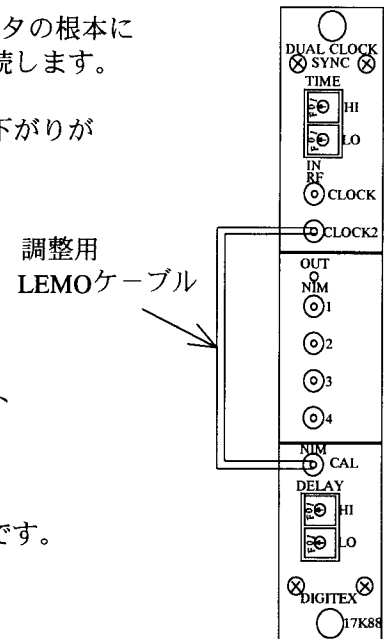 タの根本に
続します。
下がりが
調整用
LEMOケーブル
、
です。
DUAL CLOCK
SYNC
TIME
HI
LO
IN
RF
CLOCK
CLOCK2
OUT
NIM
1
2
3
4
NIM
CAL
DELAY
HI
LO
DIGITEX
17K88